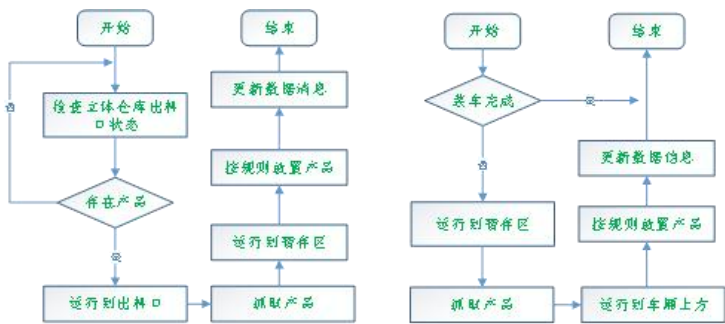 开始
检查立体仓库出料
口状态
否
存在产品
是
运行到出料口
抓取产品
运行到暂存区
按规则放置产品
更新数据消息
结束
开始
装车完成
是
否
运行到暂存区
抓取产品
运行到车厢上方
按规则放置产品
更新数据信息
结束